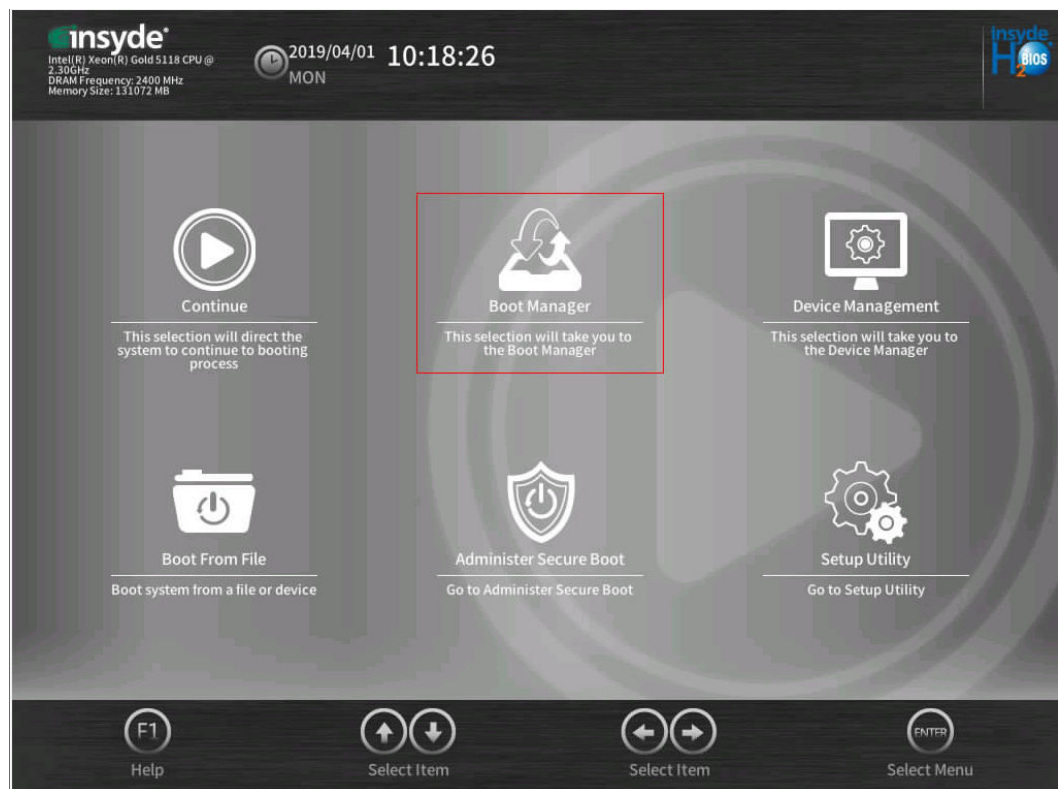 insyde
Intel(R) Xeon(R) Gold 5118 CPU @
2.30GHz
DRAM Frequency: 2400 MHz
Memory Size: 131072 MB
2019/04/01 10:18:26
MON
insyde
H2BIOS
Continue
This selection will direct the
system to continue to booting
process
Boot Manager
This selection will take you to
the Boot Manager
Device Management
This selection will take you to
the Device Manager
Boot From File
Boot system from a file or device
Administer Secure Boot
Go to Administer Secure Boot
Setup Utility
Go to Setup Utility
F1
Help
Select Item
Select Item
ENTER
Select Menu